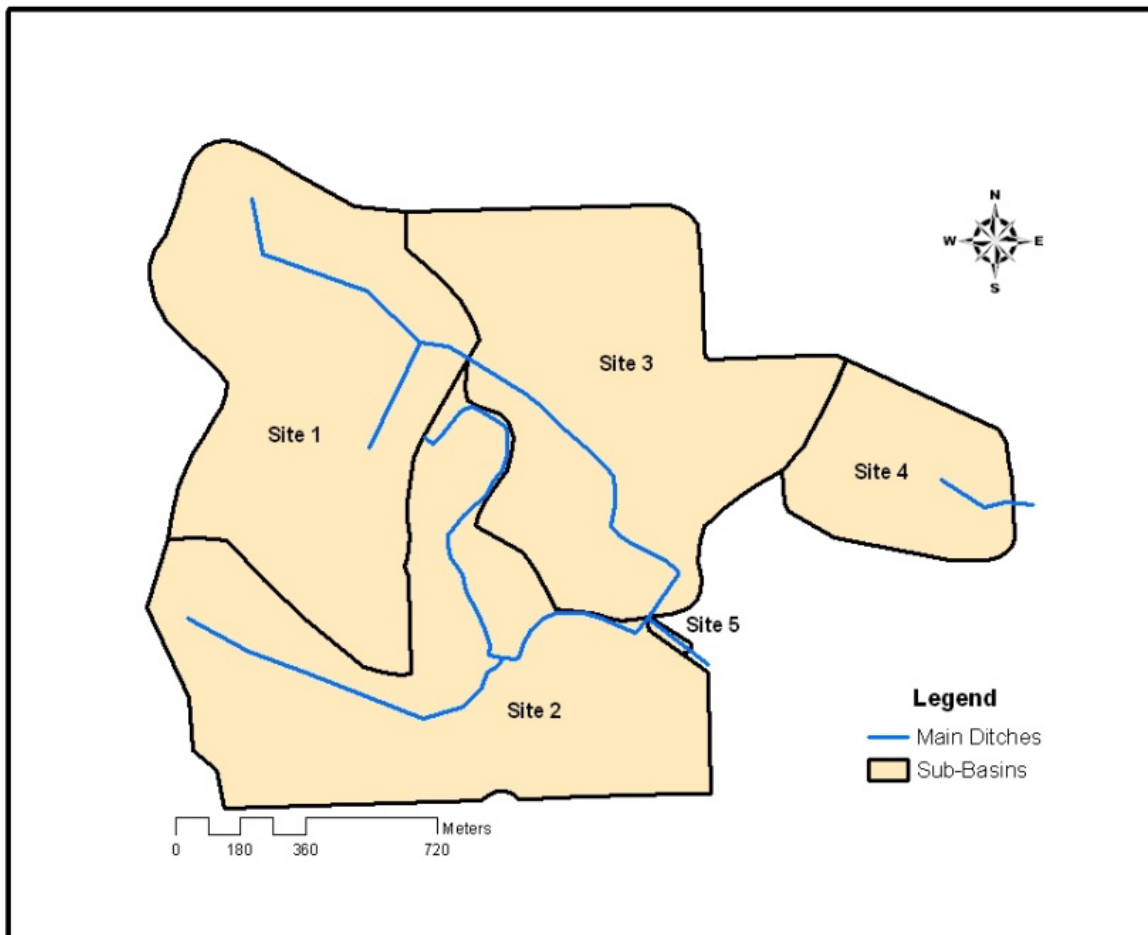 N
W E
S
Site 3
Site 1
Site 4
Site 5
Site 2
Legend
Main Ditches
Sub-Basins
Meters
0 180 360 720